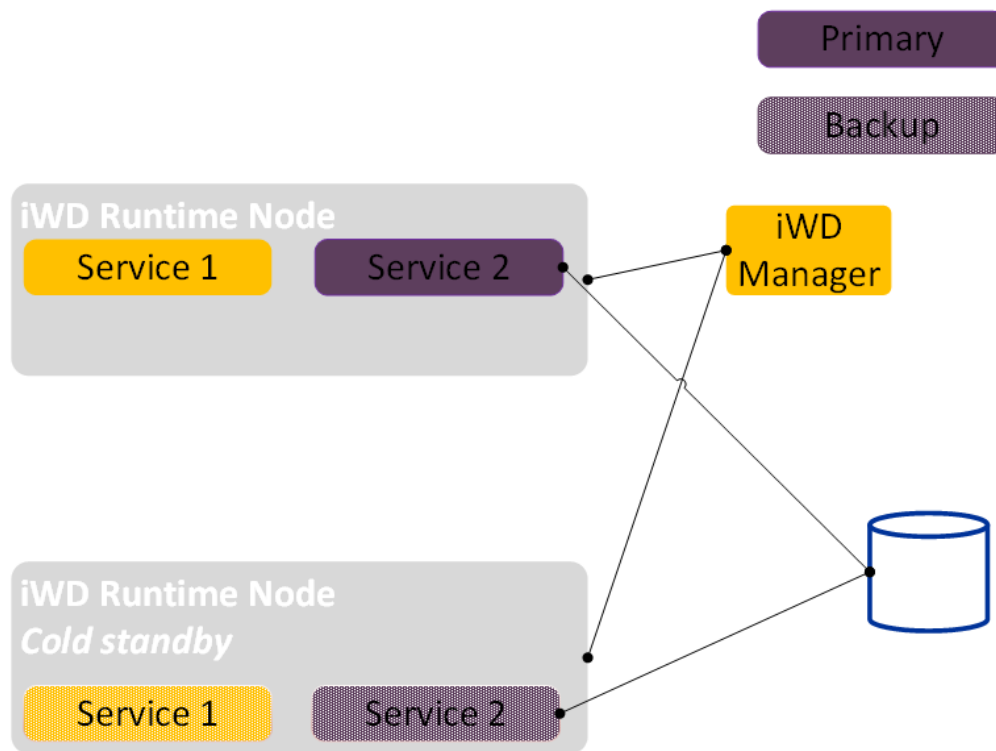 Primary
Backup
iWD Runtime Node
Service 1
Service 2
iWD
Manager
iWD Runtime Node
Cold standby
Service 1
Service 2